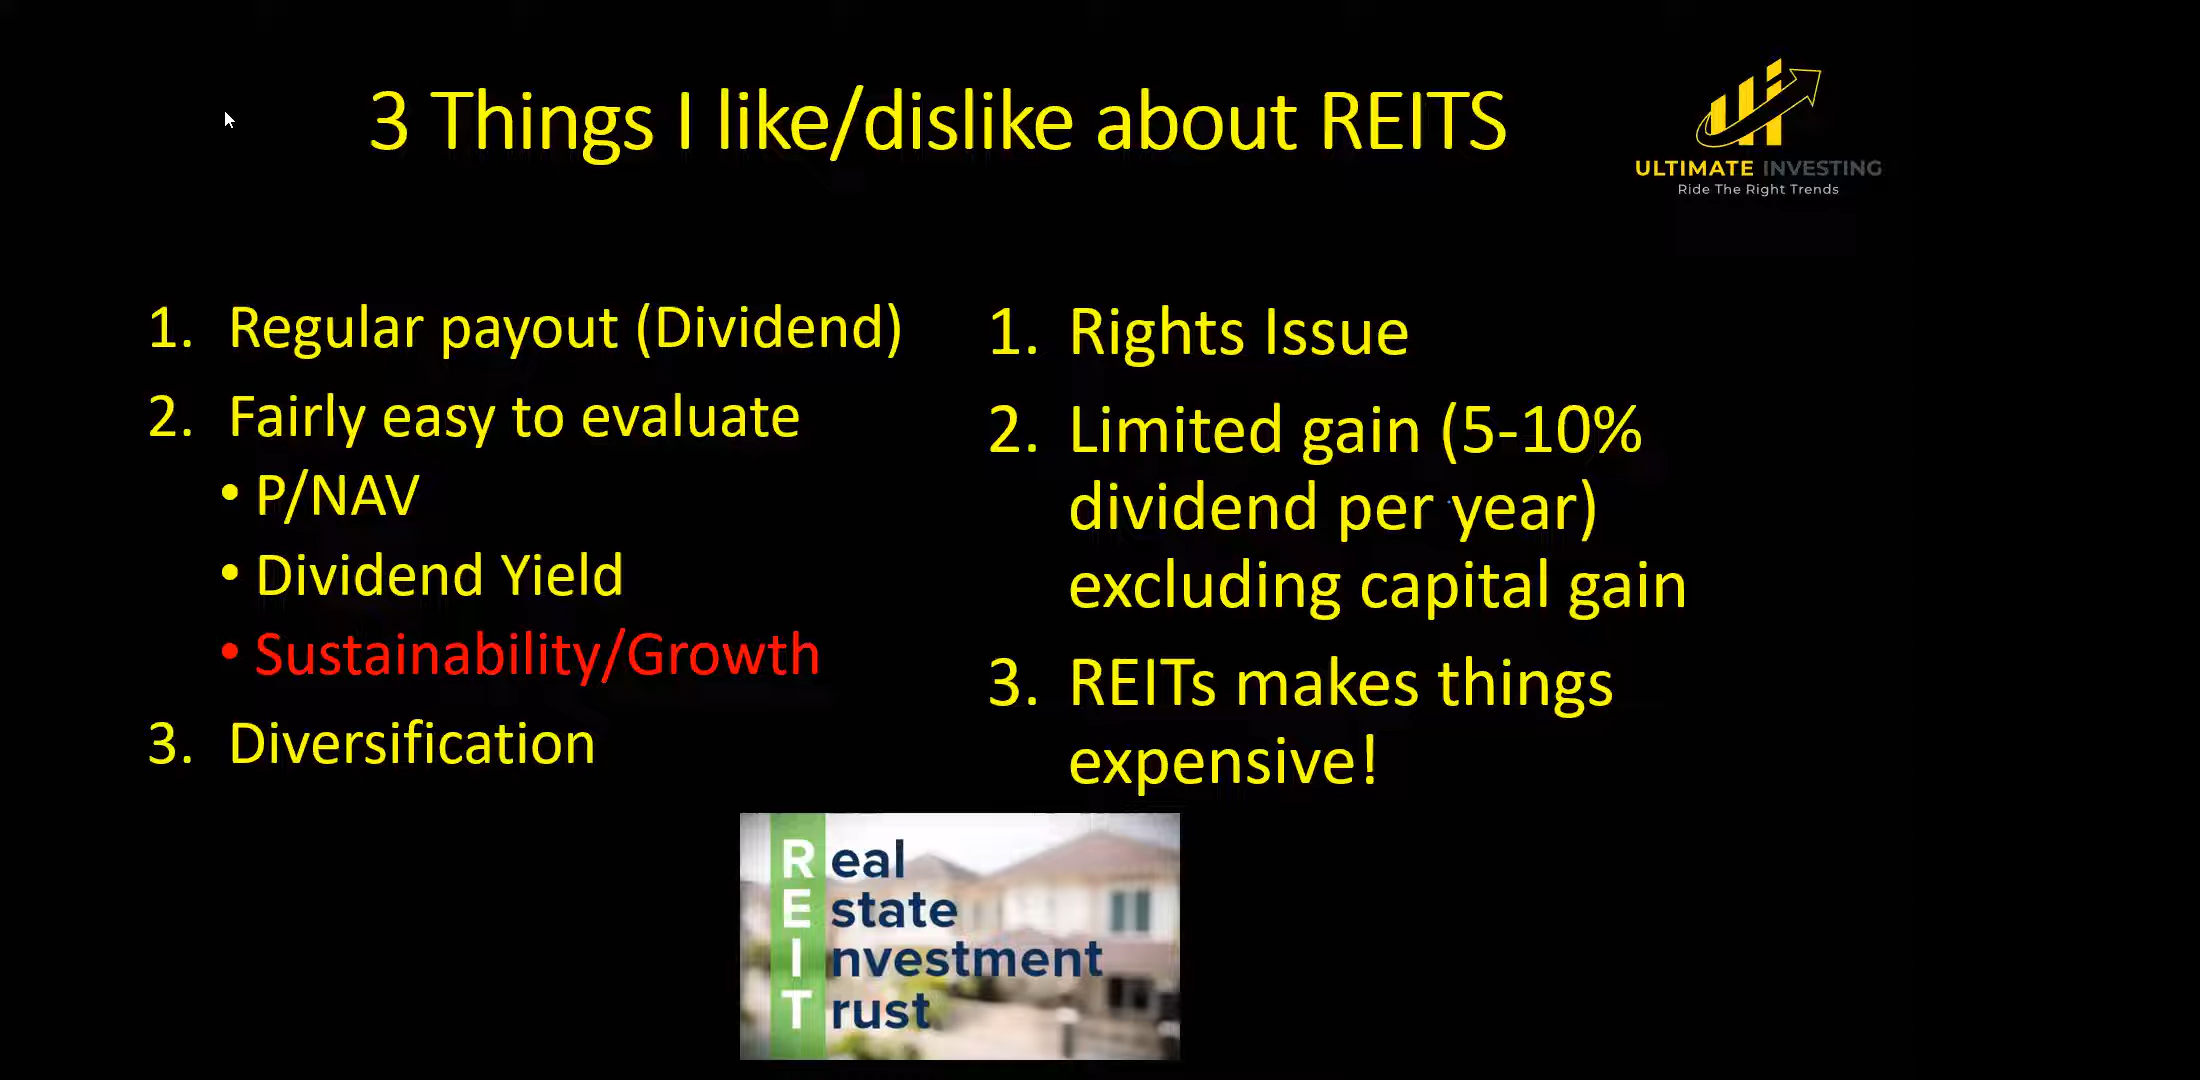 3 Things I like/dislike about REITS
ULTIMATE INVESTING
Ride The Right Trends
1. Regular payout (Dividend)
2. Fairly easy to evaluate
• P/NAV
• Dividend Yield
• Sustainability/Growth
3. Diversification
1. Rights Issue
2. Limited gain (5-10%
dividend per year)
excluding capital gain
3. REITs makes things
expensive!
Real
Estate
Investment
Trust